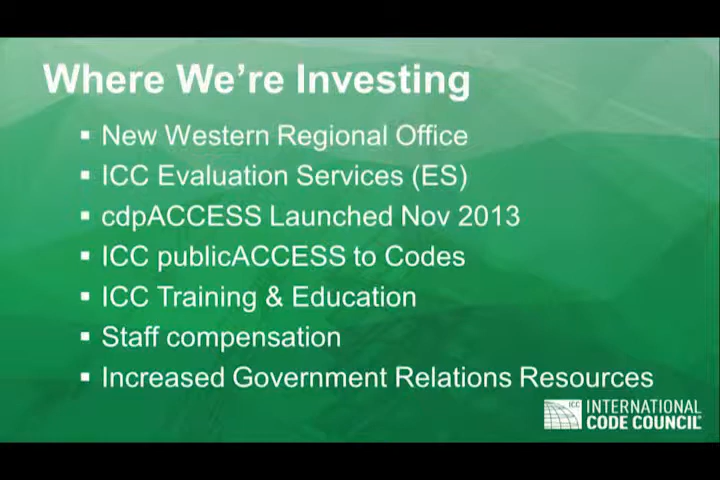 Where We're Investing
▪ New Western Regional Office
▪ ICC Evaluation Services (ES)
▪ cdpACCESS Launched Nov 2013
▪ ICC publicACCESS to Codes
▪ ICC Training & Education
▪ Staff compensation
▪ Increased Government Relations Resources
ICC
INTERNATIONAL
CODE COUNCIL®